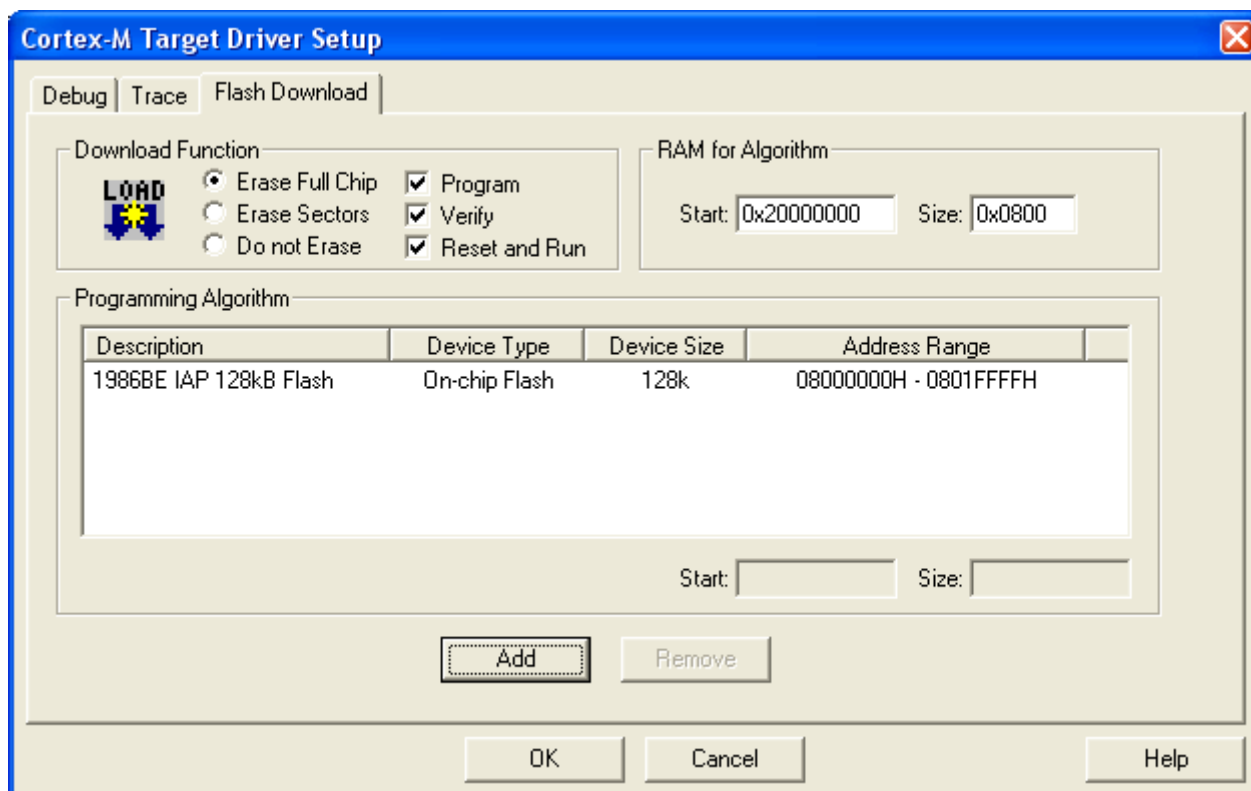 Cortex-M Target Driver Setup
Debug Trace Flash Download
Download Function
LOAD
Erase Full Chip Program
Erase Sectors Verify
Do not Erase Reset and Run
RAM for Algorithm
Start: 0x20000000 Size: 0x0800
Programming Algorithm
Description Device Type Device Size Address Range
1986BE IAP 128kB Flash On-chip Flash 128k 08000000H - 0801FFFFH
Start: Size:
Add Remove
OK Cancel Help